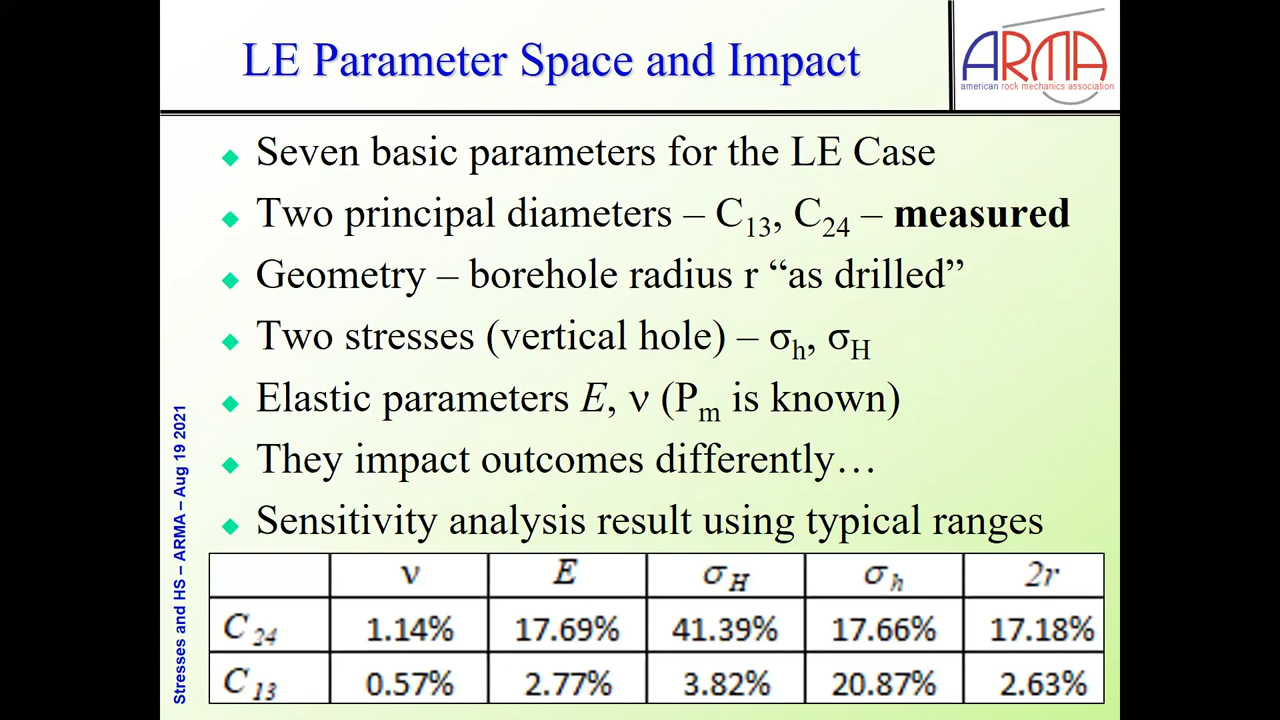 LE Parameter Space and Impact
ARMA
american rock mechanics association
◆ Seven basic parameters for the LE Case
◆ Two principal diameters – C13, C24 – measured
◆ Geometry – borehole radius r “as drilled”
◆ Two stresses (vertical hole) – σh, σH
◆ Elastic parameters E, ν (Pm is known)
◆ They impact outcomes differently…
◆ Sensitivity analysis result using typical ranges
ν E σH σh 2r
C24 1.14% 17.69% 41.39% 17.66% 17.18%
C13 0.57% 2.77% 3.82% 20.87% 2.63%
Stresses and HS – ARMA – Aug 19 2021